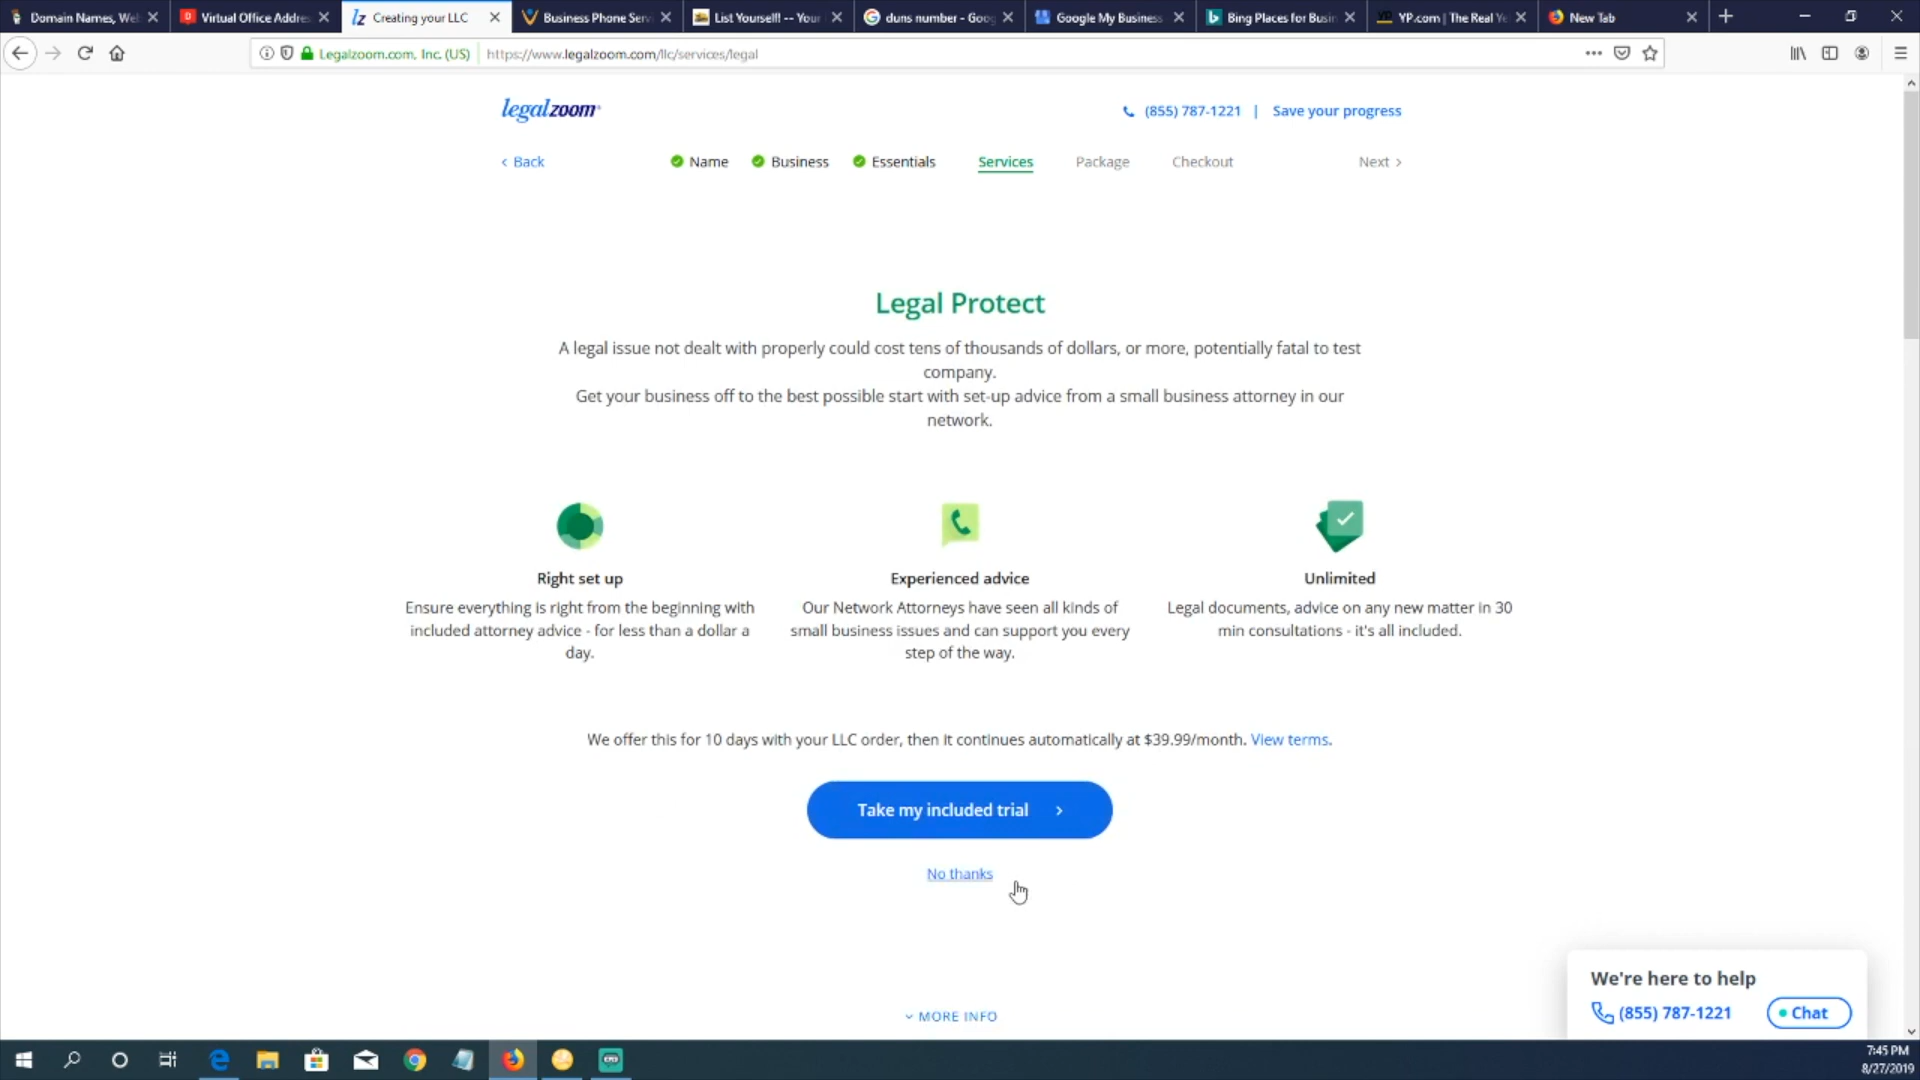 Domain Names, We
Virtual Office Addre
Creating your LLC
Business Phone Serv
List Yourself! -- Your
duns number - Goog
Google My Business
Bing Places for Busin
YP.com | The Real Ye
New Tab
Legalzoom.com, Inc. (US)
https://www.legalzoom.com/llc/services/legal
legalzoom
(855) 787-1221 | Save your progress
< Back
Name
Business
Essentials
Services
Package
Checkout
Next >
Legal Protect
A legal issue not dealt with properly could cost tens of thousands of dollars, or more, potentially fatal to test
company.
Get your business off to the best possible start with set-up advice from a small business attorney in our
network.
Right set up
Ensure everything is right from the beginning with
included attorney advice - for less than a dollar a
day.
Experienced advice
Our Network Attorneys have seen all kinds of
small business issues and can support you every
step of the way.
Unlimited
Legal documents, advice on any new matter in 30
min consultations - it's all included.
We offer this for 10 days with your LLC order, then it continues automatically at $39.99/month. View terms.
Take my included trial >
No thanks
MORE INFO
We're here to help
(855) 787-1221
Chat
7:45 PM
8/27/2019